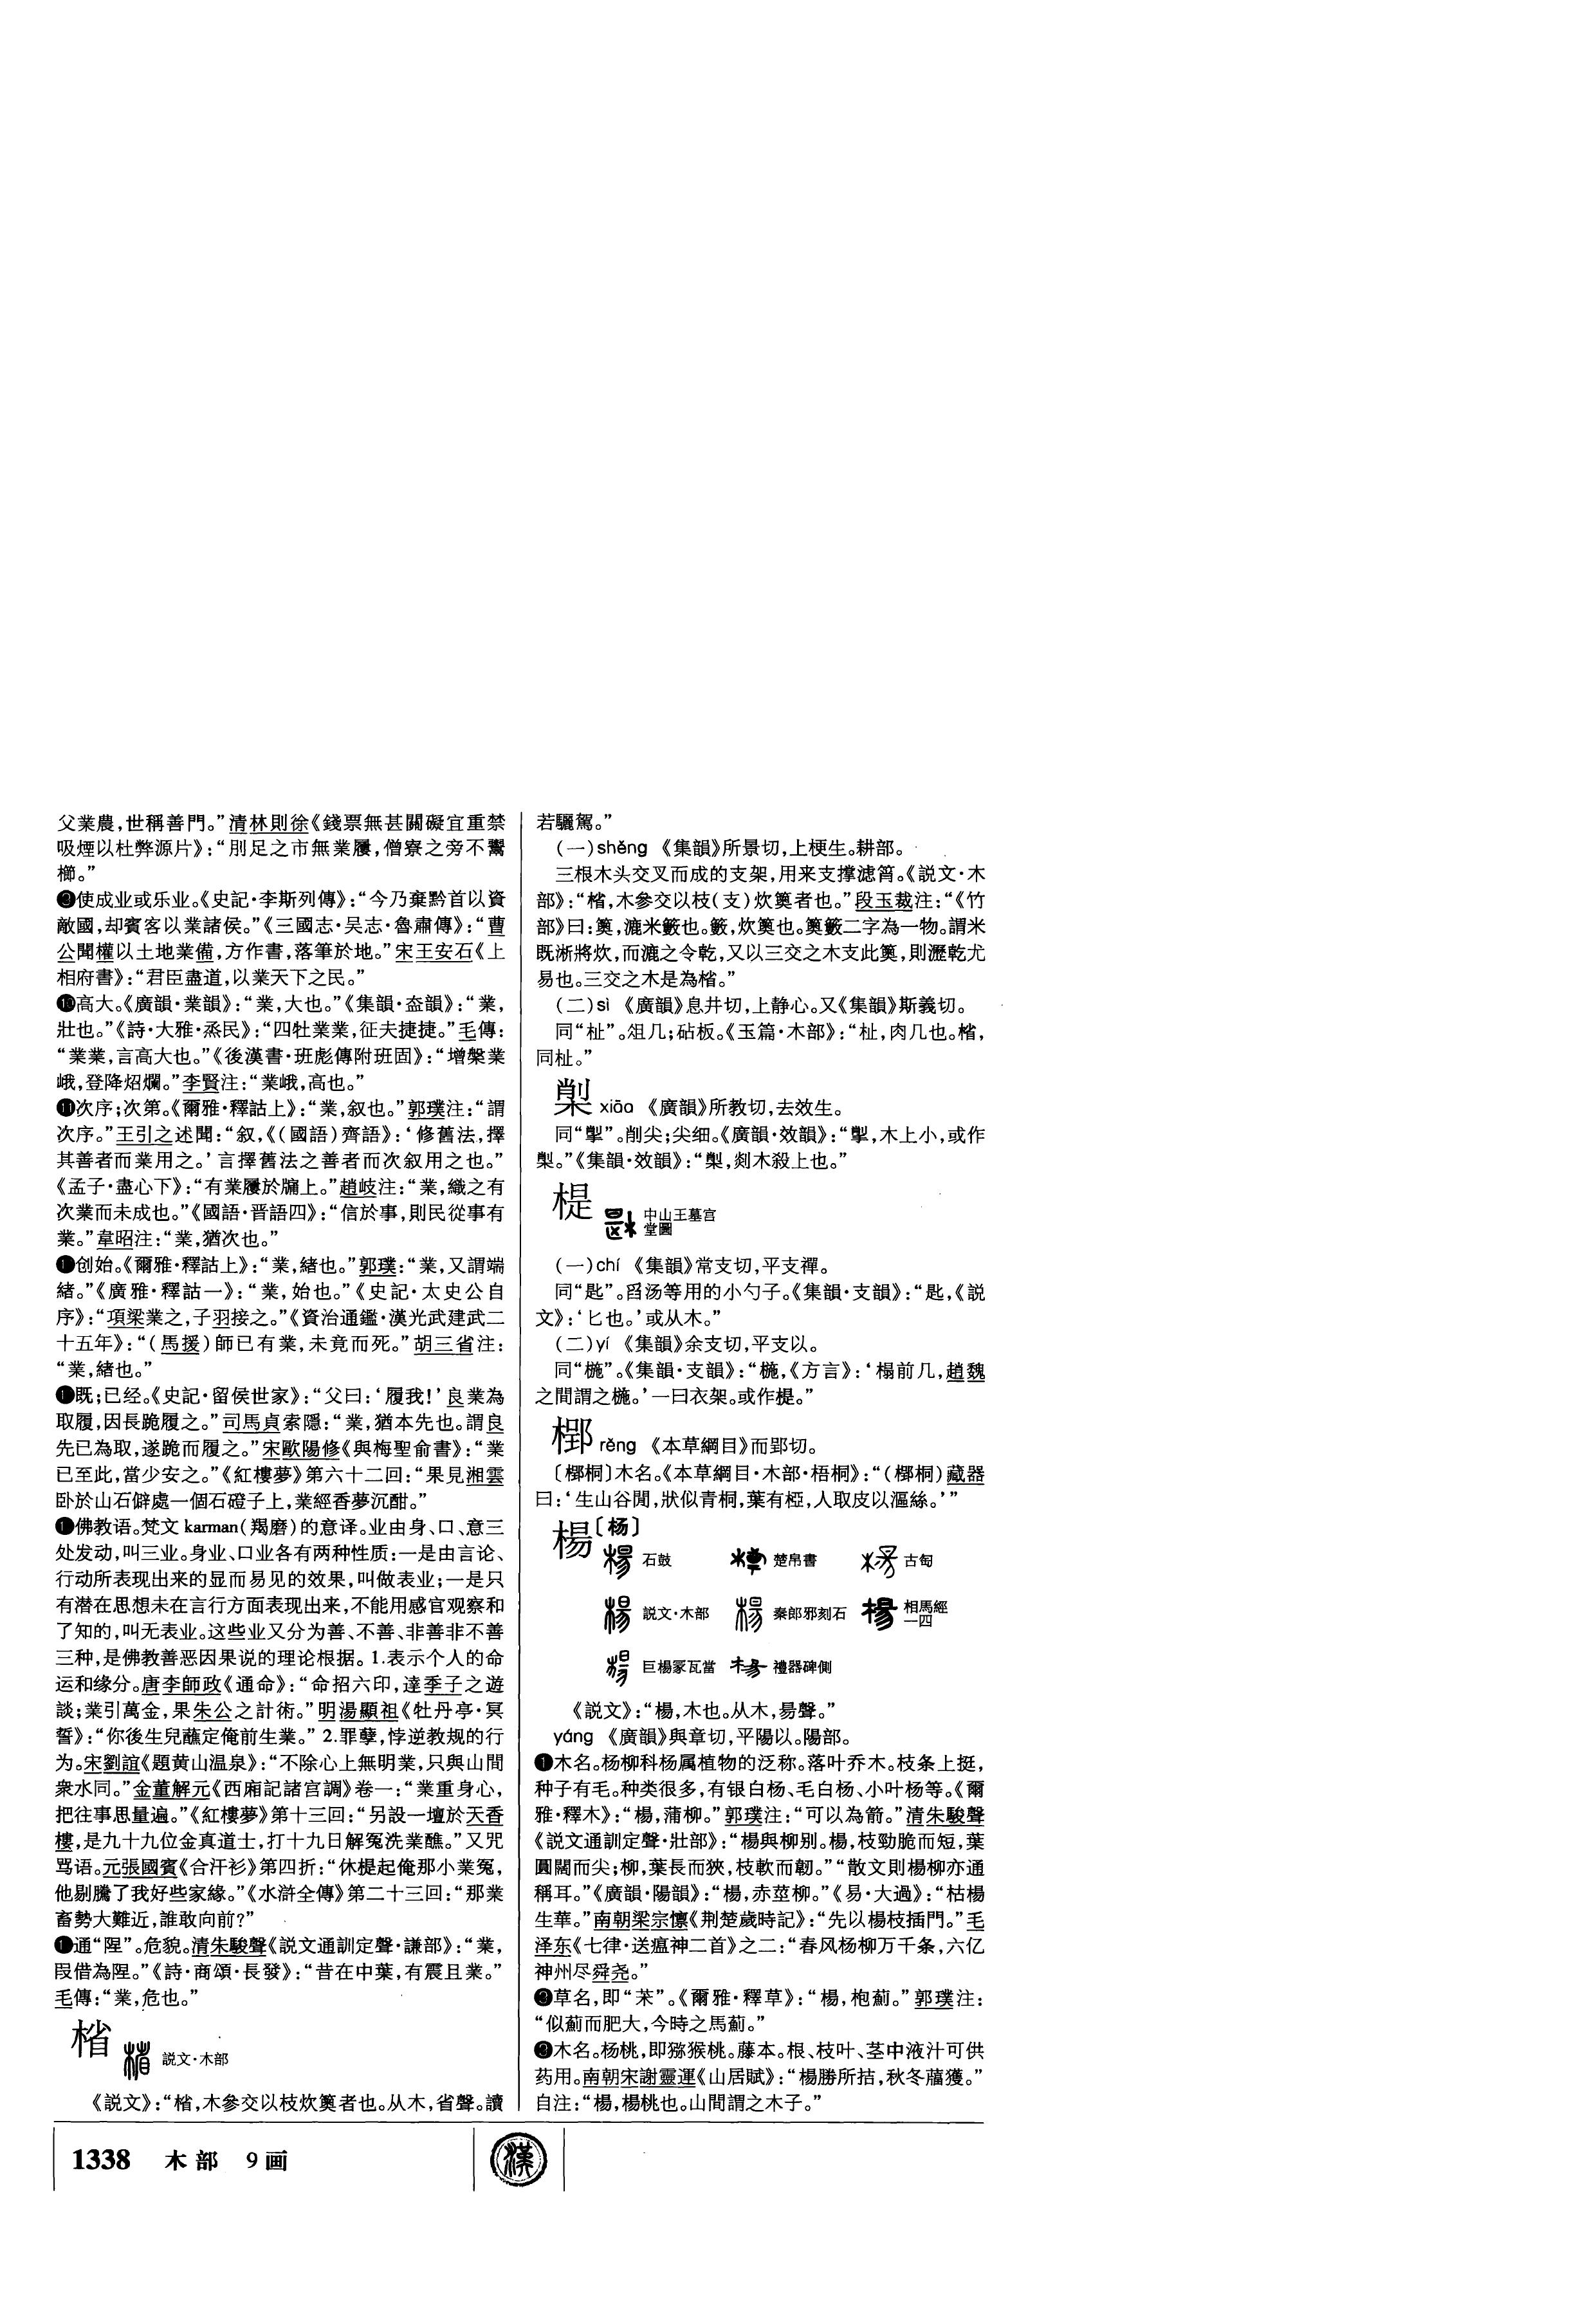 父業農，世稱善門。”清林則徐《錢票無甚關礙宜重禁
吸煙以杜弊源片》：“刖足之市無業屨，僧寮之旁不鬻
櫛。”
使成业或乐业。《史記·李斯列傳》：“今乃棄黔首以資
敵國，却賓客以業諸侯。”《三國志·吴志·魯肅傳》：“曹
公聞權以土地業備，方作書，落筆於地。”宋王安石《上
相府書》：“君臣盡道，以業天下之民。”
高大。《廣韻·業韻》：“業，大也。”《集韻·盍韻》：“業，
壯也。”《詩·大雅·烝民》：“四牡業業，征夫捷捷。”毛傳：
“業業，言高大也。”《後漢書·班彪傳附班固》：“增槃業
峨，登降炤爛。”李賢注：“業峨，高也。”
⓫次序；次第。《爾雅·釋詁上》：“業，叙也。”郭璞注：“謂
次序。”王引之述聞：“叙，《（國語）齊語》：‘修舊法，擇
其善者而業用之。’言擇舊法之善者而次叙用之也。”
《孟子·盡心下》：“有業屨於牖上。”趙岐注：“業，織之有
次業而未成也。”《國語·晋語四》：“信於事，則民從事有
業。”韋昭注：“業，猶次也。”
创始。《爾雅·釋詁上》：“業，緒也。”郭璞：“業，又謂端
緒。”《廣雅·釋詁一》：“業，始也。”《史記·太史公自
序》：“項梁業之，子羽接之。”《資治通鑑·漢光武建武二
十五年》：“（馬援）師已有業，未竟而死。”胡三省注：
“業，緒也。”
既；已经。《史記·留侯世家》：“父曰：‘履我！’良業為
取履，因長跪履之。”司馬貞索隱：“業，猶本先也。謂良
先已為取，遂跪而履之。”宋歐陽修《與梅聖俞書》：“業
已至此，當少安之。”《紅樓夢》第六十二回：“果見湘雲
卧於山石僻處一個石磴子上，業經香夢沉酣。”
佛教语。梵文 karman（羯磨）的意译。业由身、口、意三
处发动，叫三业。身业、口业各有两种性质：一是由言论、
行动所表现出来的显而易见的效果，叫做表业；一是只
有潜在思想未在言行方面表现出来，不能用感官观察和
了知的，叫无表业。这些业又分为善、不善、非善非不善
三种，是佛教善恶因果说的理论根据。1.表示个人的命
运和缘分。唐李師政《通命》：“命招六印，達季子之遊
談；業引萬金，果朱公之計術。”明湯顯祖《牡丹亭·冥
誓》：“你後生兒蘸定俺前生業。” 2.罪孽，悖逆教规的行
为。宋劉誼《題黄山温泉》：“不除心上無明業，只與山間
衆水同。”金董解元《西廂記諸宫調》卷一：“業重身心，
把往事思量遍。”《紅樓夢》第十三回：“另設一壇於天香
樓，是九十九位金真道士，打十九日解冤洗業醮。”又咒
骂语。元張國賓《合汗衫》第四折：“休提起俺那小業冤，
他剔騰了我好些家緣。”《水滸全傳》第二十三回：“那業
畜勢大難近，誰敢向前？”
通“隉”。危貌。清朱駿聲《説文通訓定聲·謙部》：“業，
叚借為隉。”《詩·商頌·長發》：“昔在中葉，有震且業。”
毛傳：“業，危也。”
㮐
説文·木部
《説文》：“㮐，木參交以枝炊䉛者也。从木，省聲。讀
若驪駕。”
（一）shěng 《集韻》所景切，上梗生。耕部。
三根木头交叉而成的支架，用来支撑滤筲。《説文·木
部》：“㮐，木參交以枝（支）炊䉛者也。”段玉裁注：“《竹
部》曰：䉛，漉米籔也。籔，炊䉛也。䉛籔二字為一物。謂米
既淅將炊，而漉之令乾，又以三交之木支此䉛，則瀝乾尤
易也。三交之木是為㮐。”
（二）sì 《廣韻》息井切，上静心。又《集韻》斯義切。
同“杫”。俎几；砧板。《玉篇·木部》：“杫，肉几也。㮐，
同杫。”
xiāo 《廣韻》所教切，去效生。
同“揱”。削尖；尖细。《廣韻·效韻》：“揱，木上小，或作
。”《集韻·效韻》：“，剡木殺上也。”
楻
中山王墓宫
堂圖
（一）chí 《集韻》常支切，平支禪。
同“匙”。舀汤等用的小勺子。《集韻·支韻》：“匙，《説
文》：‘匕也。’或从木。”
（二）yí 《集韻》余支切，平支以。
同“椸”。《集韻·支韻》：“椸，《方言》：‘榻前几，趙魏
之間謂之椸。’一曰衣架。或作㮛。”
rěng 《本草綱目》而郢切。
〔桐〕木名。《本草綱目·木部·梧桐》：“（桐）藏器
曰：‘生山谷閒，狀似青桐，葉有椏，人取皮以漚絲。’”
楊〔杨〕
石鼓 楚帛書 古匋
説文·木部 秦郎邪刻石 相馬經一四
巨楊冢瓦當 禮器碑側
《説文》：“楊，木也。从木，昜聲。”
yáng 《廣韻》與章切，平陽以。陽部。
❶木名。杨柳科杨属植物的泛称。落叶乔木。枝条上挺，
种子有毛。种类很多，有银白杨、毛白杨、小叶杨等。《爾
雅·釋木》：“楊，蒲柳。”郭璞注：“可以為箭。”清朱駿聲
《説文通訓定聲·壯部》：“楊與柳别。楊，枝勁脆而短，葉
圓闊而尖；柳，葉長而狹，枝軟而韌。”“散文則楊柳亦通
稱耳。”《廣韻·陽韻》：“楊，赤莖柳。”《易·大過》：“枯楊
生華。”南朝梁宗懔《荆楚歲時記》：“先以楊枝插門。”毛
泽东《七律·送瘟神二首》之二：“春风杨柳万千条，六亿
神州尽舜尧。”
草名，即“苿”。《爾雅·釋草》：“楊，枹薊。”郭璞注：
“似薊而肥大，今時之馬薊。”
❸木名。杨桃，即猕猴桃。藤本。根、枝叶、茎中液汁可供
药用。南朝宋謝靈運《山居賦》：“楊勝所拮，秋冬䕌獲。”
自注：“楊，楊桃也。山間謂之木子。”
1338 木部 9画
漢